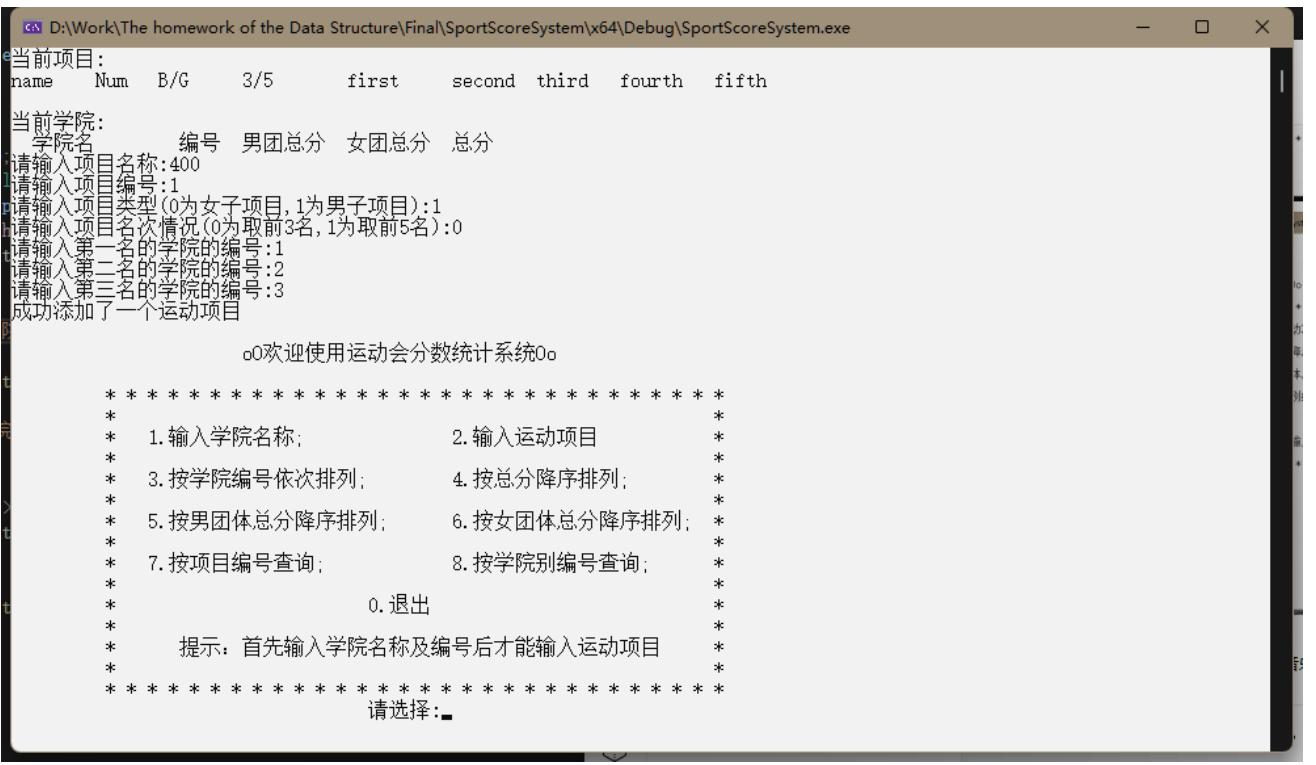 D:\Work\The homework of the Data Structure\Final\SportScoreSystem\x64\Debug\SportScoreSystem.exe
当前项目:
name Num B/G 3/5 first second third fourth fifth
当前学院:
学院名 编号 男团总分 女团总分 总分
请输入项目名称:400
请输入项目编号:1
请输入项目类型(0为女子项目,1为男子项目):1
请输入项目名次情况(0为取前3名,1为取前5名):0
请输入第一名的学院的编号:1
请输入第二名的学院的编号:2
请输入第三名的学院的编号:3
成功添加了一个运动项目
oO欢迎使用运动会分数统计系统Oo
* * * * * * * * * * * * * * * * * * * * * * * * * * * * * *
* *
* 1.输入学院名称; 2.输入运动项目 *
* *
* 3.按学院编号依次排列; 4.按总分降序排列; *
* *
* 5.按男团体总分降序排列; 6.按女团体总分降序排列; *
* *
* 7.按项目编号查询; 8.按学院别编号查询; *
* *
* 0.退出 *
* *
* 提示：首先输入学院名称及编号后才能输入运动项目 *
* *
* * * * * * * * * * * * * * * * * * * * * * * * * * * * * *
请选择: